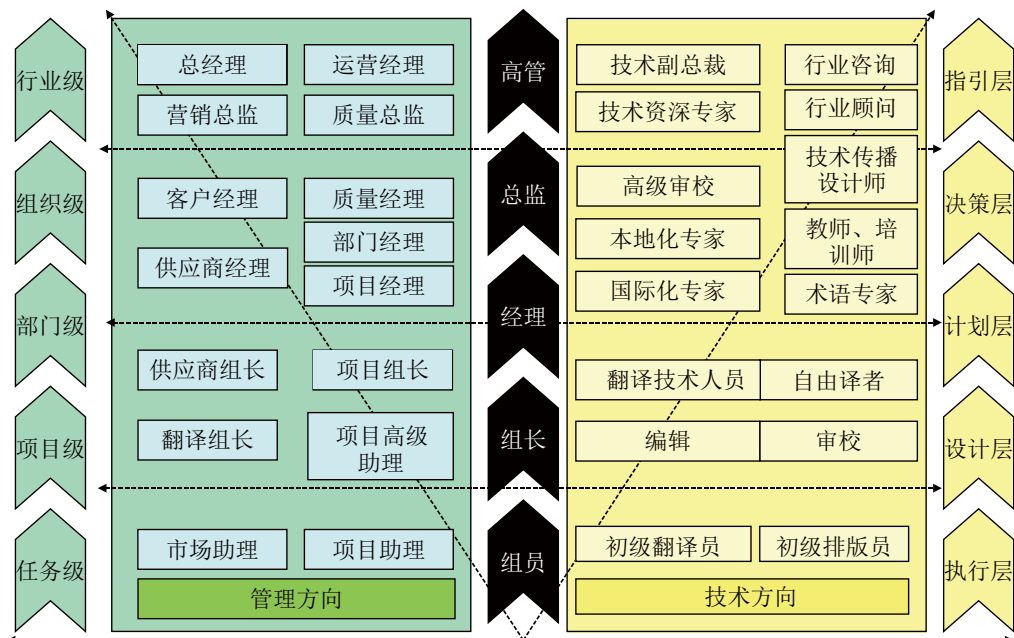 行业级
组织级
部门级
项目级
任务级
总经理
运营经理
营销总监
质量总监
客户经理
质量经理
部门经理
供应商经理
项目经理
供应商组长
项目组长
翻译组长
项目高级
助理
市场助理
项目助理
管理方向
高管
总监
经理
组长
组员
技术副总裁
行业咨询
技术资深专家
行业顾问
技术传播
设计师
高级审校
教师、培
训师
本地化专家
国际化专家
术语专家
翻译技术人员
自由译者
编辑
审校
初级翻译员
初级排版员
技术方向
指引层
决策层
计划层
设计层
执行层